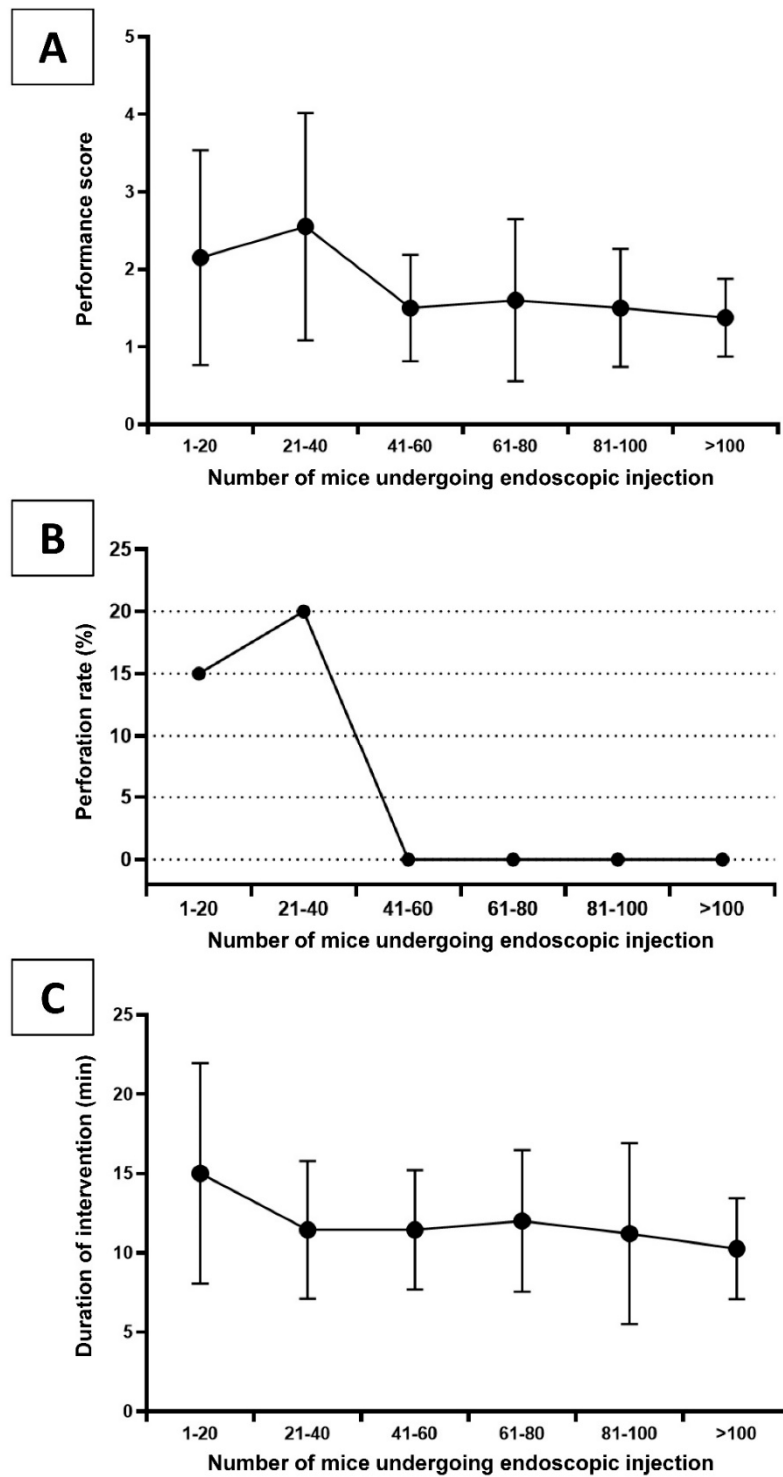 A
Performance score
5
4
3
2
1
0
1-20 21-40 41-60 61-80 81-100 >100
Number of mice undergoing endoscopic injection
B
Perforation rate (%)
25
20
15
10
5
0
1-20 21-40 41-60 61-80 81-100 >100
Number of mice undergoing endoscopic injection
C
Duration of intervention (min)
25
20
15
10
5
0
1-20 21-40 41-60 61-80 81-100 >100
Number of mice undergoing endoscopic injection